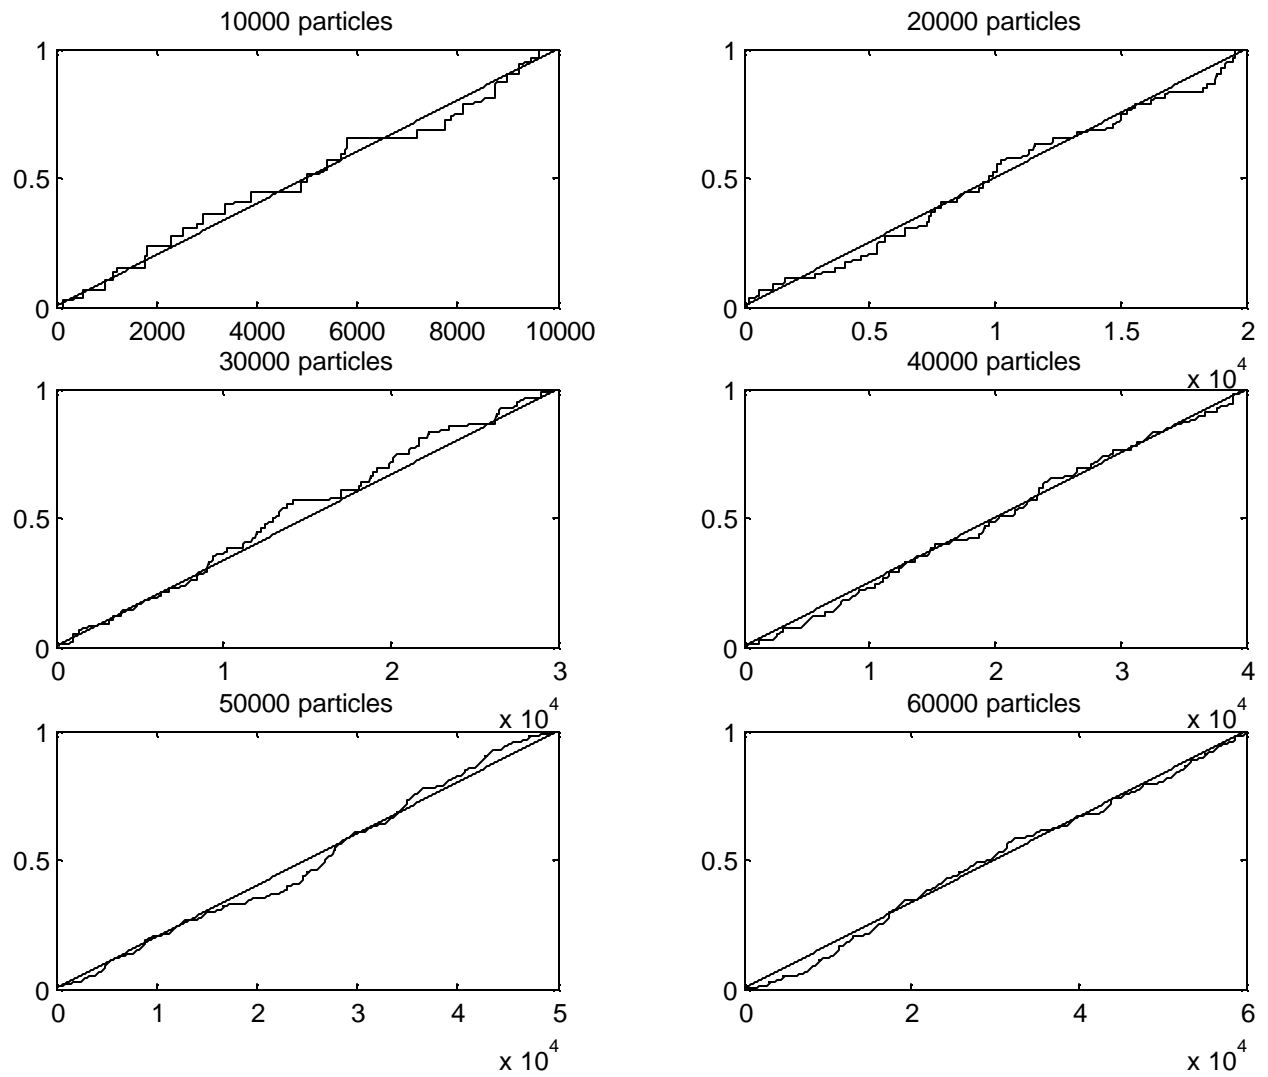 10000 particles
20000 particles
1
0.5
0
0 2000 4000 6000 8000 10000
1
0.5
0
0 0.5 1 1.5 2
x 10^4
30000 particles
40000 particles
1
0.5
0
0 1 2 3
x 10^4
1
0.5
0
0 1 2 3 4
x 10^4
50000 particles
60000 particles
1
0.5
0
0 1 2 3 4 5
x 10^4
1
0.5
0
0 2 4 6
x 10^4